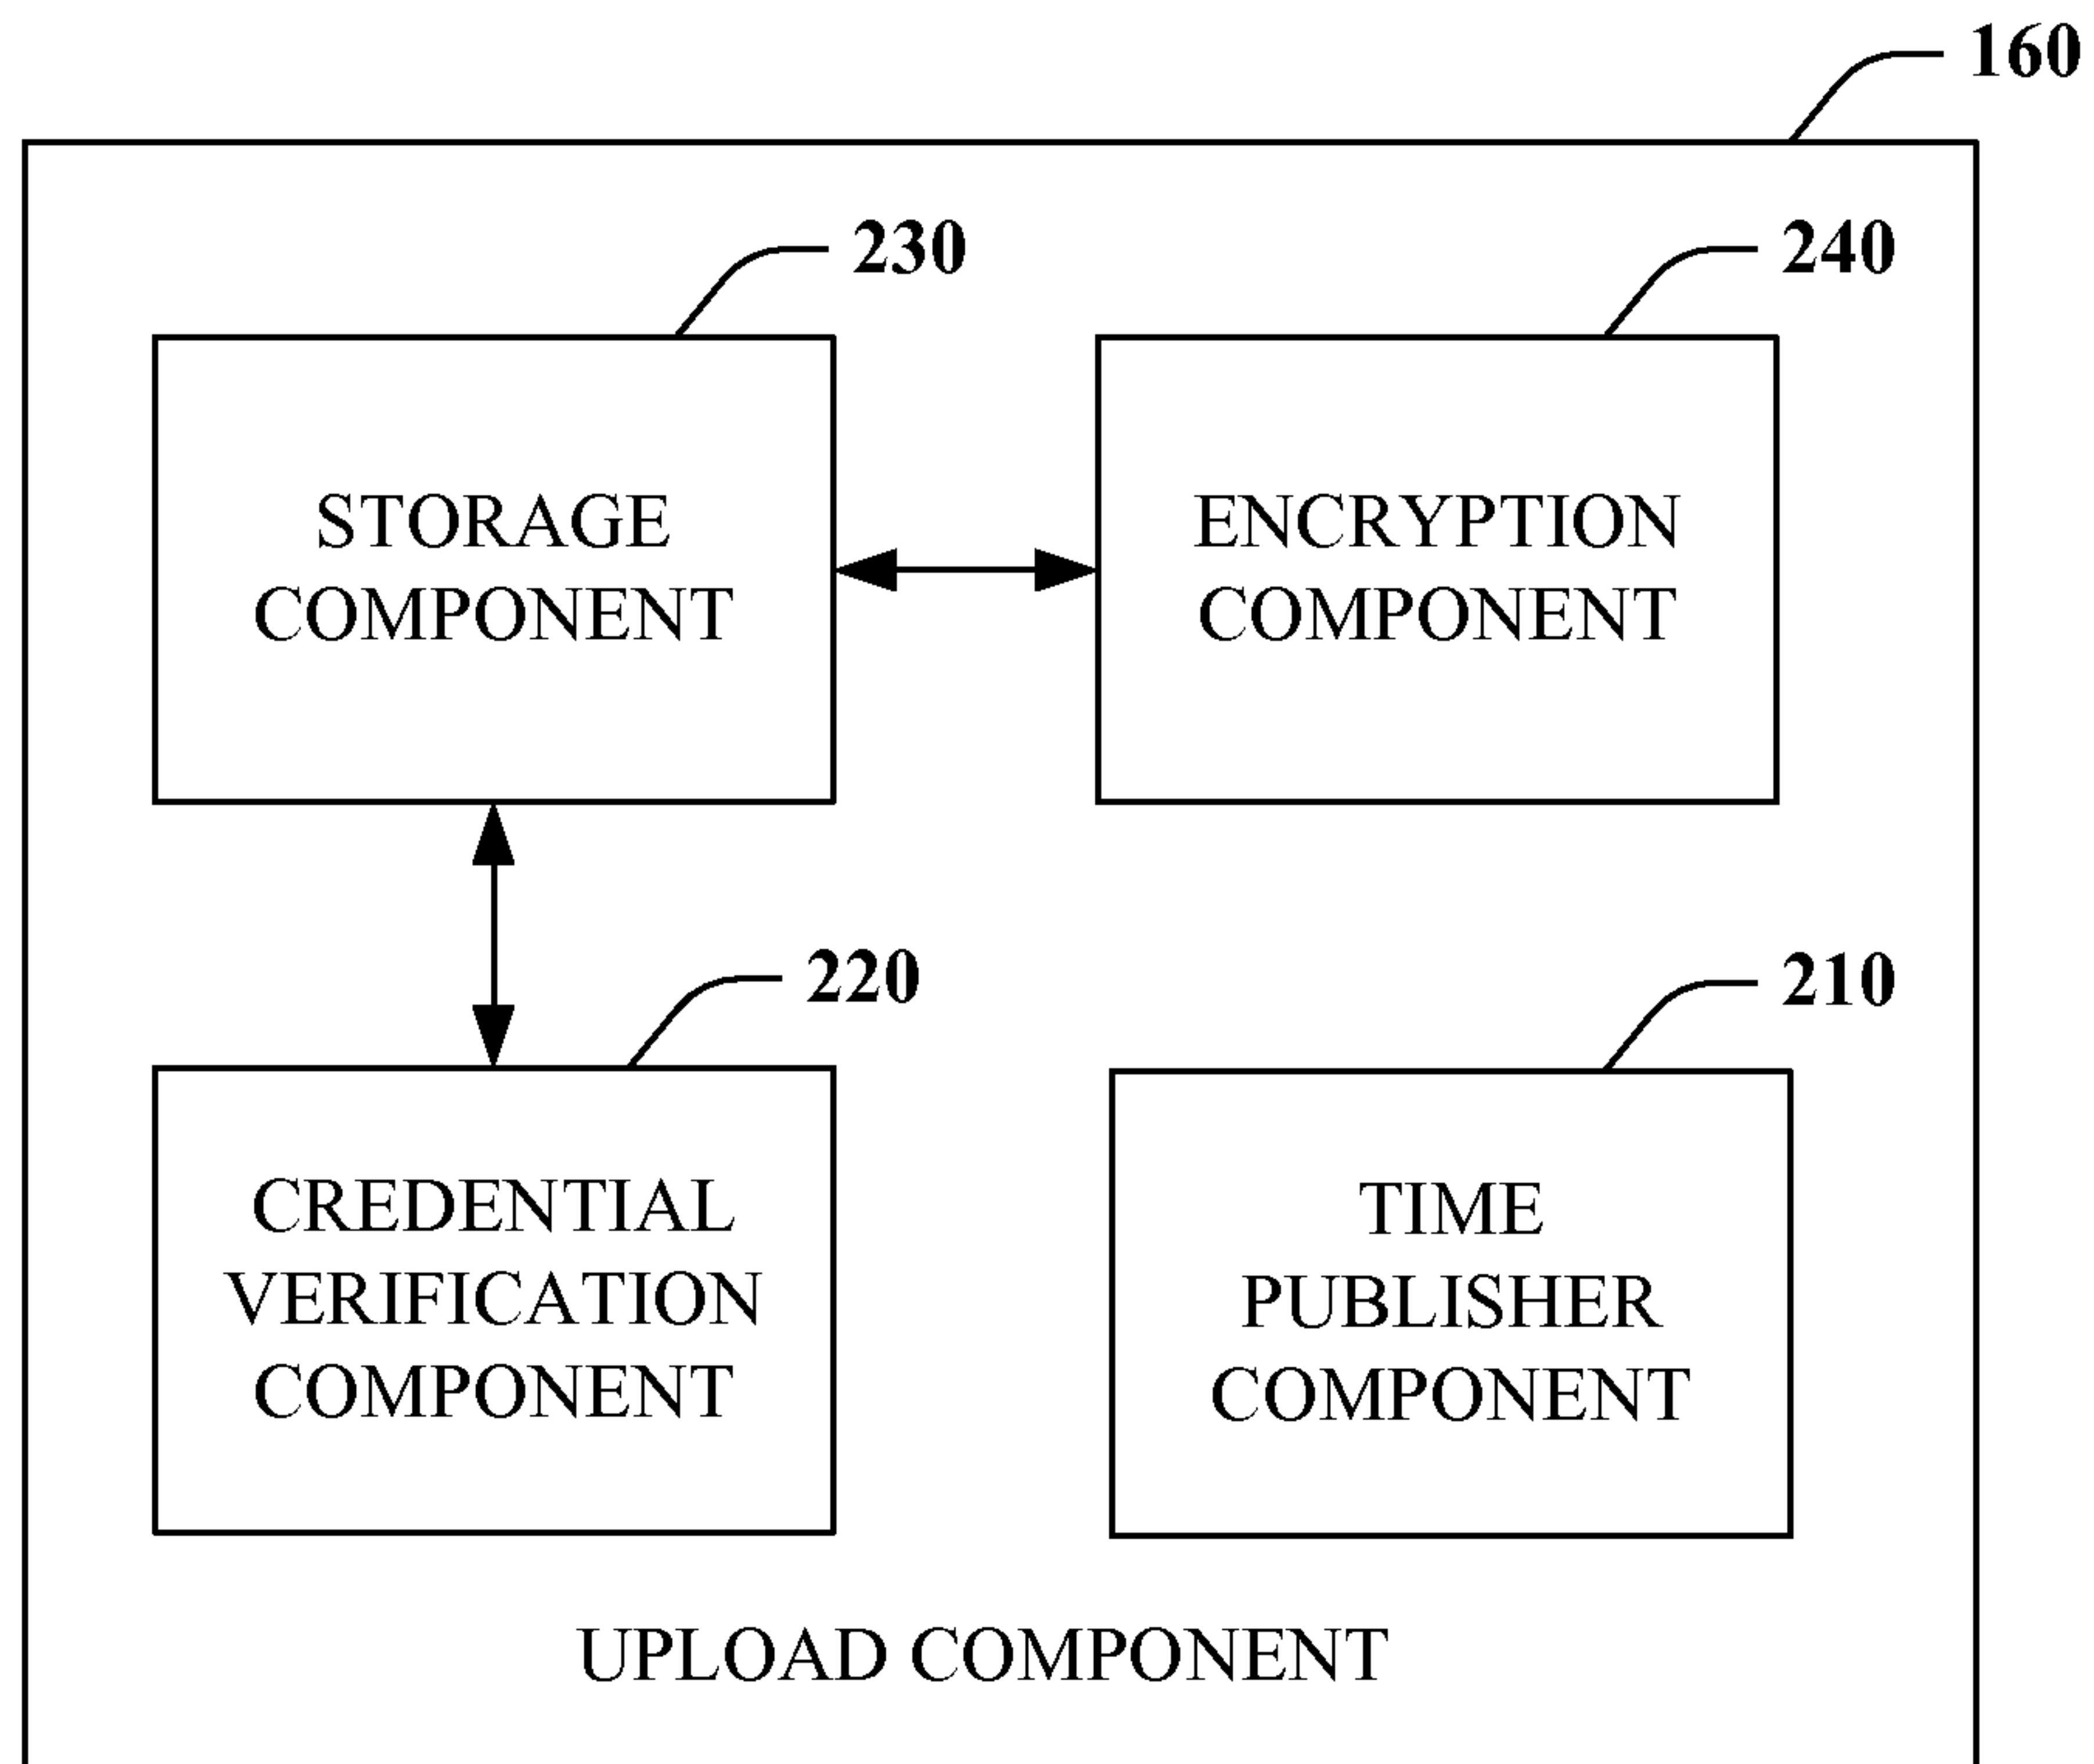 160
230
240
STORAGE
COMPONENT
ENCRYPTION
COMPONENT
220
210
CREDENTIAL
VERIFICATION
COMPONENT
TIME
PUBLISHER
COMPONENT
UPLOAD COMPONENT